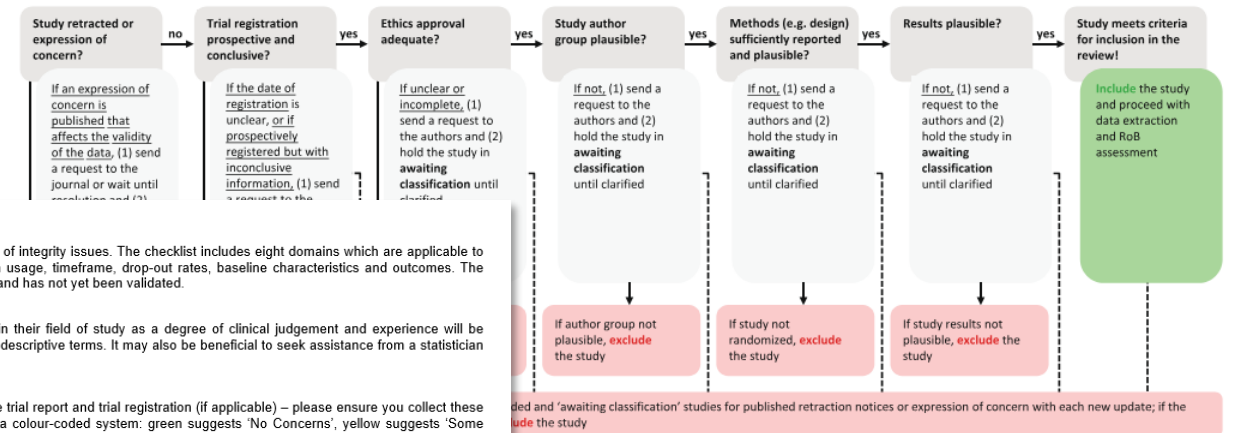 Study retracted or
expression of
concern?
no
Trial registration
prospective and
conclusive?
yes
Ethics approval
adequate?
yes
Study author
group plausible?
yes
Methods (e.g. design)
sufficiently reported
and plausible?
yes
Results plausible?
yes
Study meets criteria
for inclusion in the
review!
If an expression of
concern is
published that
affects the validity
of the data, (1) send
a request to the
journal or wait until
resolution and (2)
If the date of
registration is
unclear, or if
prospectively
registered but with
inconclusive
information, (1) send
a request to the
If unclear or
incomplete, (1)
send a request to
the authors and (2)
hold the study in
awaiting
classification until
clarified
If not, (1) send a
request to the
authors and (2)
hold the study in
awaiting
classification
until clarified
If not, (1) send a
request to the
authors and (2)
hold the study in
awaiting
classification
until clarified
If not, (1) send a
request to the
authors and (2)
hold the study in
awaiting
classification
until clarified
Include the study
and proceed with
data extraction
and RoB
assessment
of integrity issues. The checklist includes eight domains which are applicable to
usage, timeframe, drop-out rates, baseline characteristics and outcomes. The
and has not yet been validated.
in their field of study as a degree of clinical judgement and experience will be
descriptive terms. It may also be beneficial to seek assistance from a statistician
trial report and trial registration (if applicable) – please ensure you collect these
a colour-coded system: green suggests ‘No Concerns’, yellow suggests ‘Some
If author group not
plausible, exclude
the study
If study not
randomized, exclude
the study
If study results not
plausible, exclude the
study
and ‘awaiting classification’ studies for published retraction notices or expression of concern with each new update; if the
the study